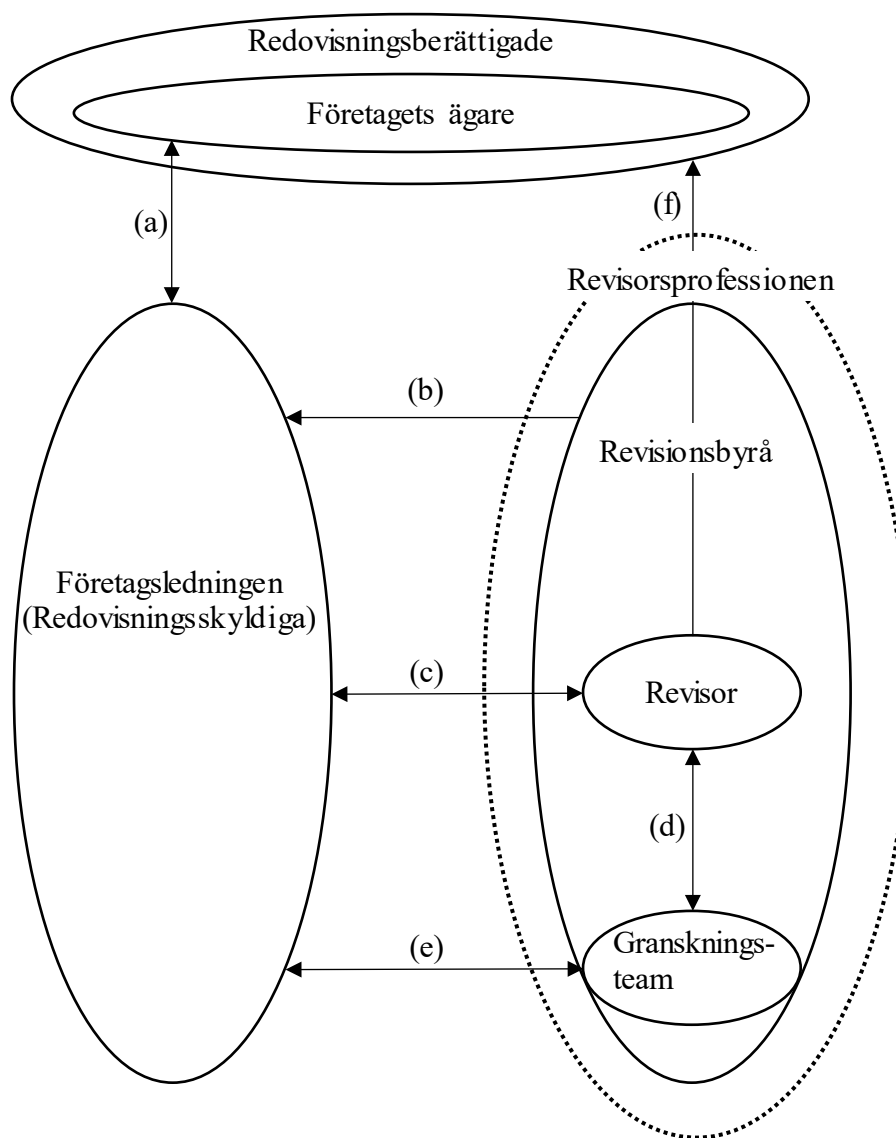 Redovisningsberättigade
Företagets ägare
(a)
(f)
Revisorsprofessionen
(b)
Revisionsbyrå
Företagsledningen
(Redovisningsskyldiga)
(c)
Revisor
(d)
(e)
Gransknings-
team